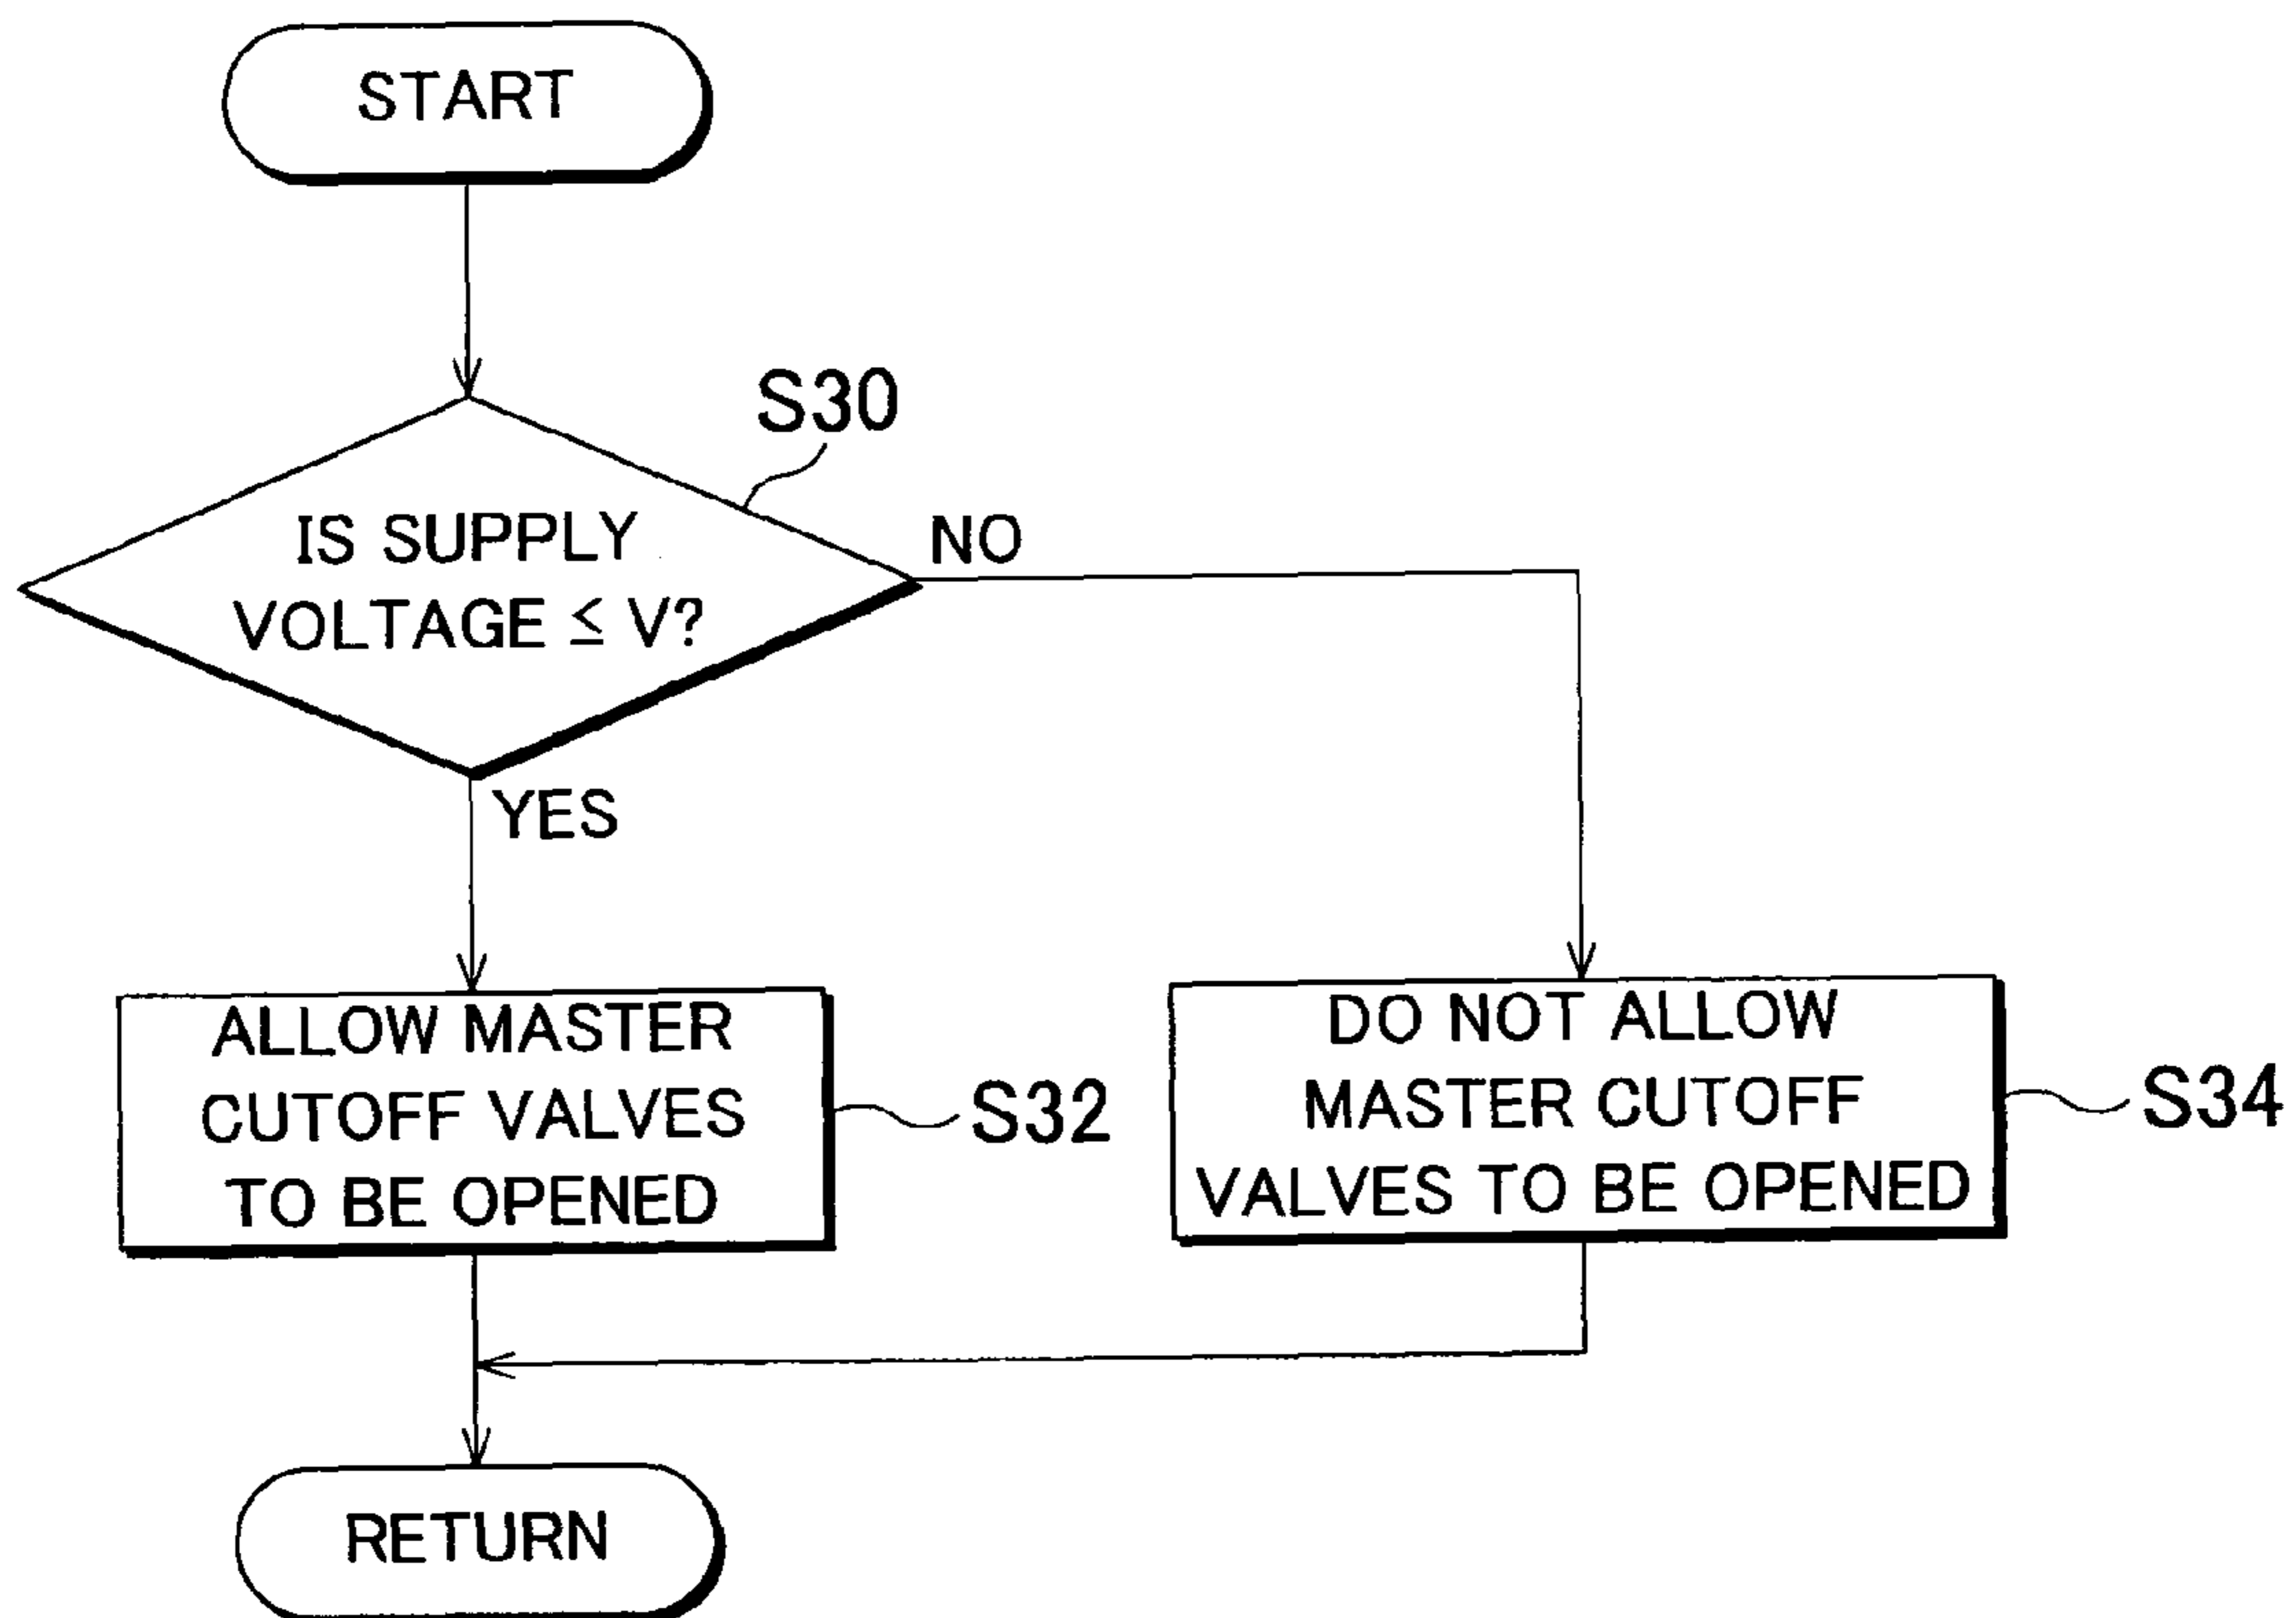 START
S30
IS SUPPLY
VOLTAGE ≤ V?
NO
YES
ALLOW MASTER
CUTOFF VALVES
TO BE OPENED
S32
DO NOT ALLOW
MASTER CUTOFF
VALVES TO BE OPENED
S34
RETURN